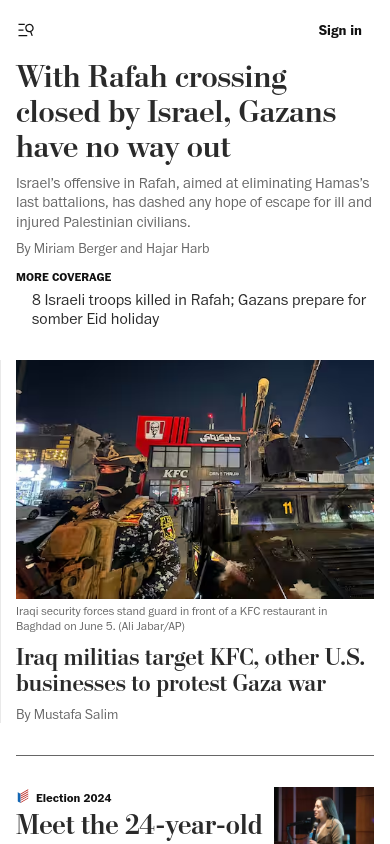 Sign in
With Rafah crossing
closed by Israel, Gazans
have no way out
Israel’s offensive in Rafah, aimed at eliminating Hamas’s
last battalions, has dashed any hope of escape for ill and
injured Palestinian civilians.
By Miriam Berger and Hajar Harb
MORE COVERAGE
8 Israeli troops killed in Rafah; Gazans prepare for
somber Eid holiday
KFC
KFC
DRIVE THRU
11
Iraqi security forces stand guard in front of a KFC restaurant in
Baghdad on June 5. (Ali Jabar/AP)
Iraq militias target KFC, other U.S.
businesses to protest Gaza war
By Mustafa Salim
Election 2024
Meet the 24-year-old